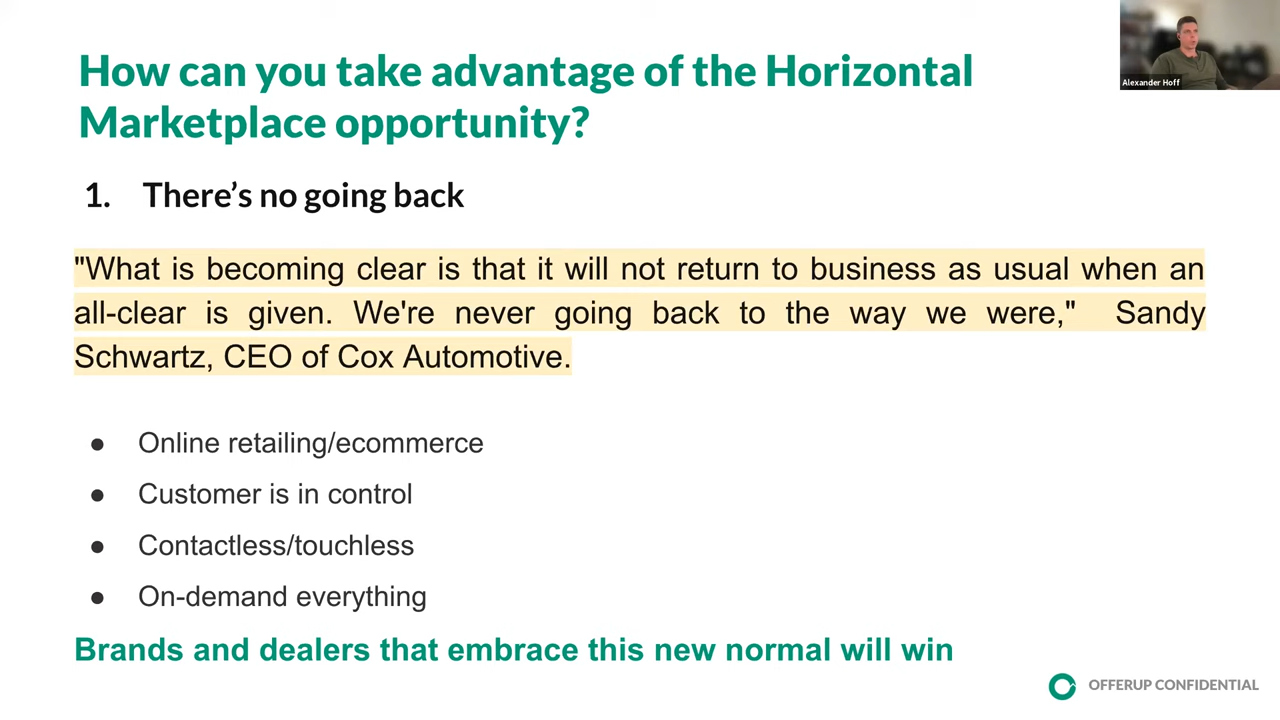 Alexander Hoff
How can you take advantage of the Horizontal
Marketplace opportunity?
1. There’s no going back
"What is becoming clear is that it will not return to business as usual when an
all-clear is given. We're never going back to the way we were," Sandy
Schwartz, CEO of Cox Automotive.
● Online retailing/ecommerce
● Customer is in control
● Contactless/touchless
● On-demand everything
Brands and dealers that embrace this new normal will win
OFFERUP CONFIDENTIAL